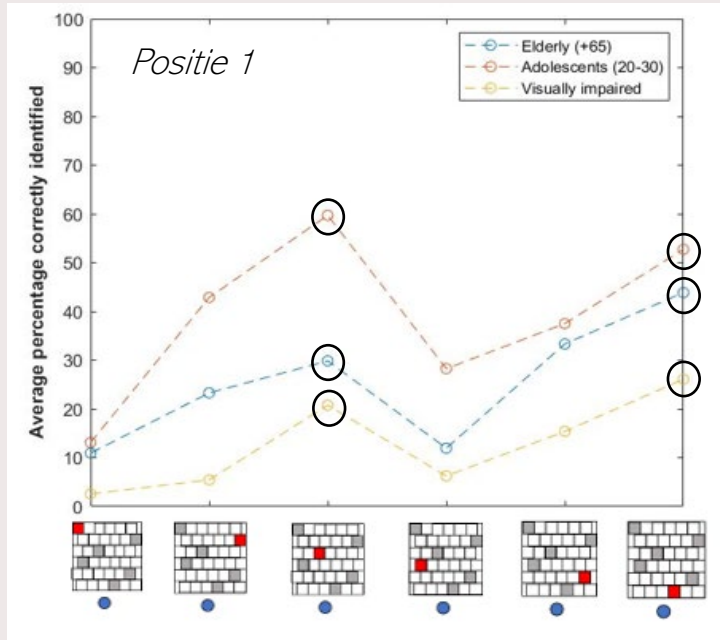 Positie 1
Elderly (+65)
Adolescents (20-30)
Visually impaired
Average percentage correctly identified
100
90
80
70
60
50
40
30
20
10
0